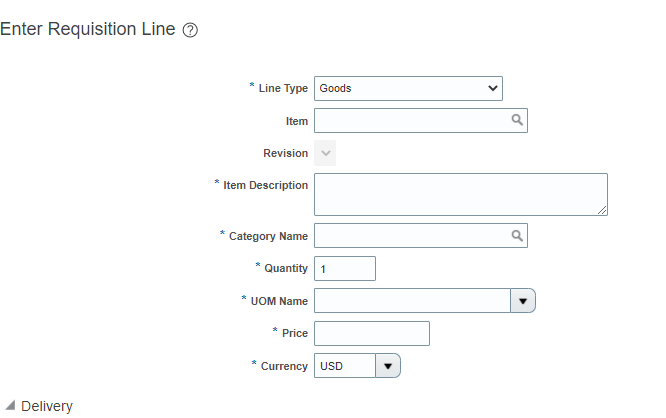 Enter Requisition Line ?
* Line Type Goods
Item
Revision
* Item Description
* Category Name
* Quantity 1
* UOM Name
* Price
* Currency USD
Delivery